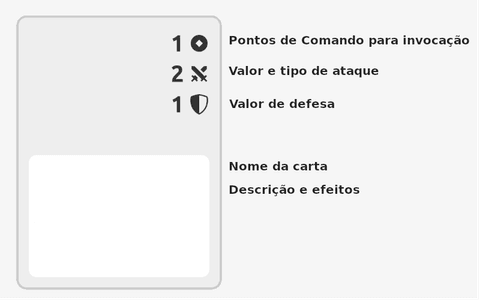 1 Pontos de Comando para invocação
2 Valor e tipo de ataque
1 Valor de defesa
Nome da carta
Descrição e efeitos